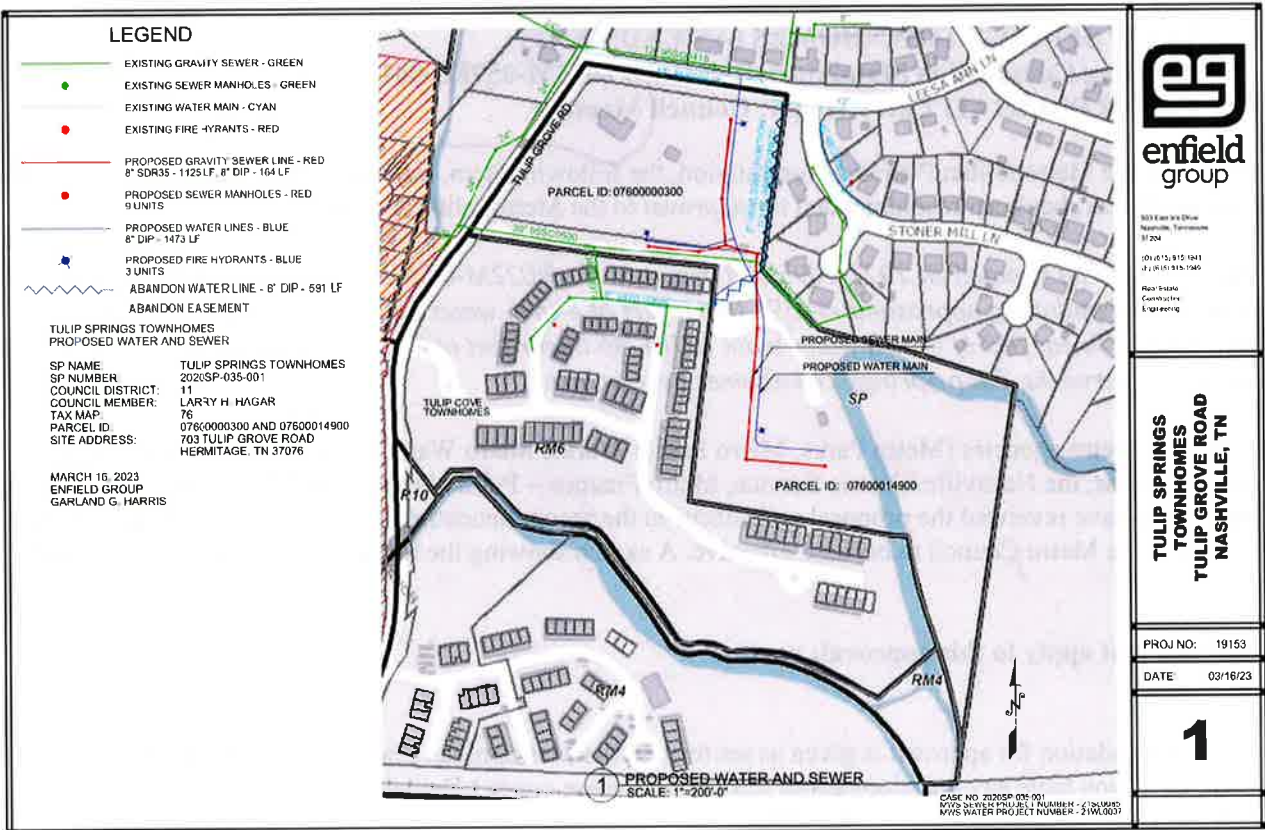 LEGEND
EXISTING GRAVITY SEWER - GREEN
EXISTING SEWER MANHOLES - GREEN
EXISTING WATER MAIN - CYAN
EXISTING FIRE HYRANTS - RED
PROPOSED GRAVITY SEWER LINE - RED
8" SDR35 - 1125 LF, 8" DIP - 164 LF
PROPOSED SEWER MANHOLES - RED
9 UNITS
PROPOSED WATER LINES - BLUE
8" DIP - 1473 LF
PROPOSED FIRE HYDRANTS - BLUE
3 UNITS
ABANDON WATER LINE - 8" DIP - 591 LF
ABANDON EASEMENT
TULIP SPRINGS TOWNHOMES
PROPOSED WATER AND SEWER
SP NAME: TULIP SPRINGS TOWNHOMES
SP NUMBER: 2020SP-035-001
COUNCIL DISTRICT: 11
COUNCIL MEMBER: LARRY H. HAGAR
TAX MAP: 76
PARCEL ID: 07600000300 AND 07600014900
SITE ADDRESS: 703 TULIP GROVE ROAD
HERMITAGE, TN 37076
MARCH 16, 2023
ENFIELD GROUP
GARLAND G. HARRIS
LEESA ANN LN
TULIP GROVE RD
PARCEL ID: 07600000300
STONER MILL LN
PROPOSED SEWER MAIN
PROPOSED WATER MAIN
SP
TULIP COVE
TOWNHOMES
RM6
R10
PARCEL ID: 07600014900
RM4
RM4
1 PROPOSED WATER AND SEWER
SCALE: 1"=200'-0"
CASE NO. 2020SP-035-001
MWS SEWER PROJECT NUMBER - 21SL0085
MWS WATER PROJECT NUMBER - 21WL0037
eg
enfield
group
Nashville, Tennessee
Real Estate
Construction
Engineering
TULIP SPRINGS
TOWNHOMES
TULIP GROVE ROAD
NASHVILLE, TN
PROJ NO: 19153
DATE: 03/16/23
1